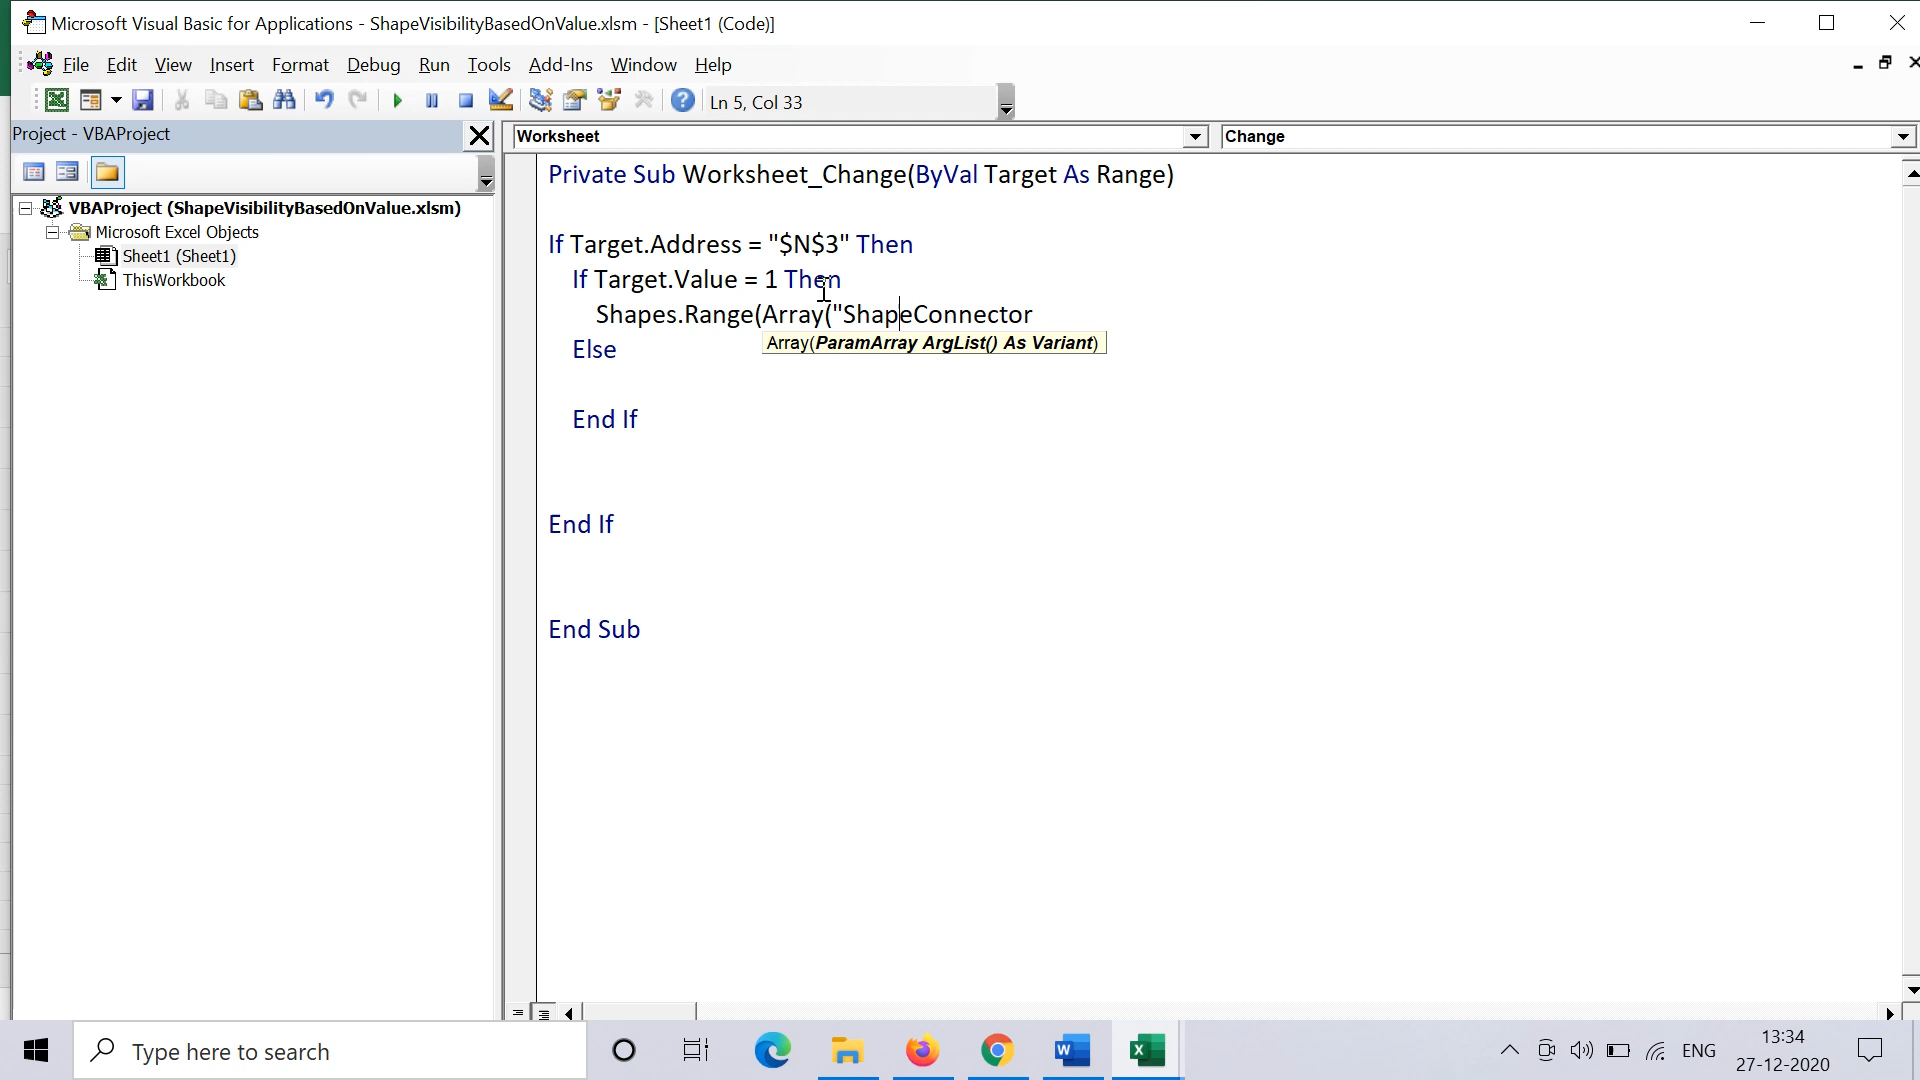 Microsoft Visual Basic for Applications - ShapeVisibilityBasedOnValue.xlsm - [Sheet1 (Code)]
File Edit View Insert Format Debug Run Tools Add-Ins Window Help
Ln 5, Col 33
Project - VBAProject
Worksheet Change
VBAProject (ShapeVisibilityBasedOnValue.xlsm)
Microsoft Excel Objects
Sheet1 (Sheet1)
ThisWorkbook
Private Sub Worksheet_Change(ByVal Target As Range)
If Target.Address = "$N$3" Then
If Target.Value = 1 Then
Shapes.Range(Array("ShapeConnector
Array(ParamArray ArgList() As Variant)
Else
End If
End If
End Sub
Type here to search
ENG
13:34
27-12-2020